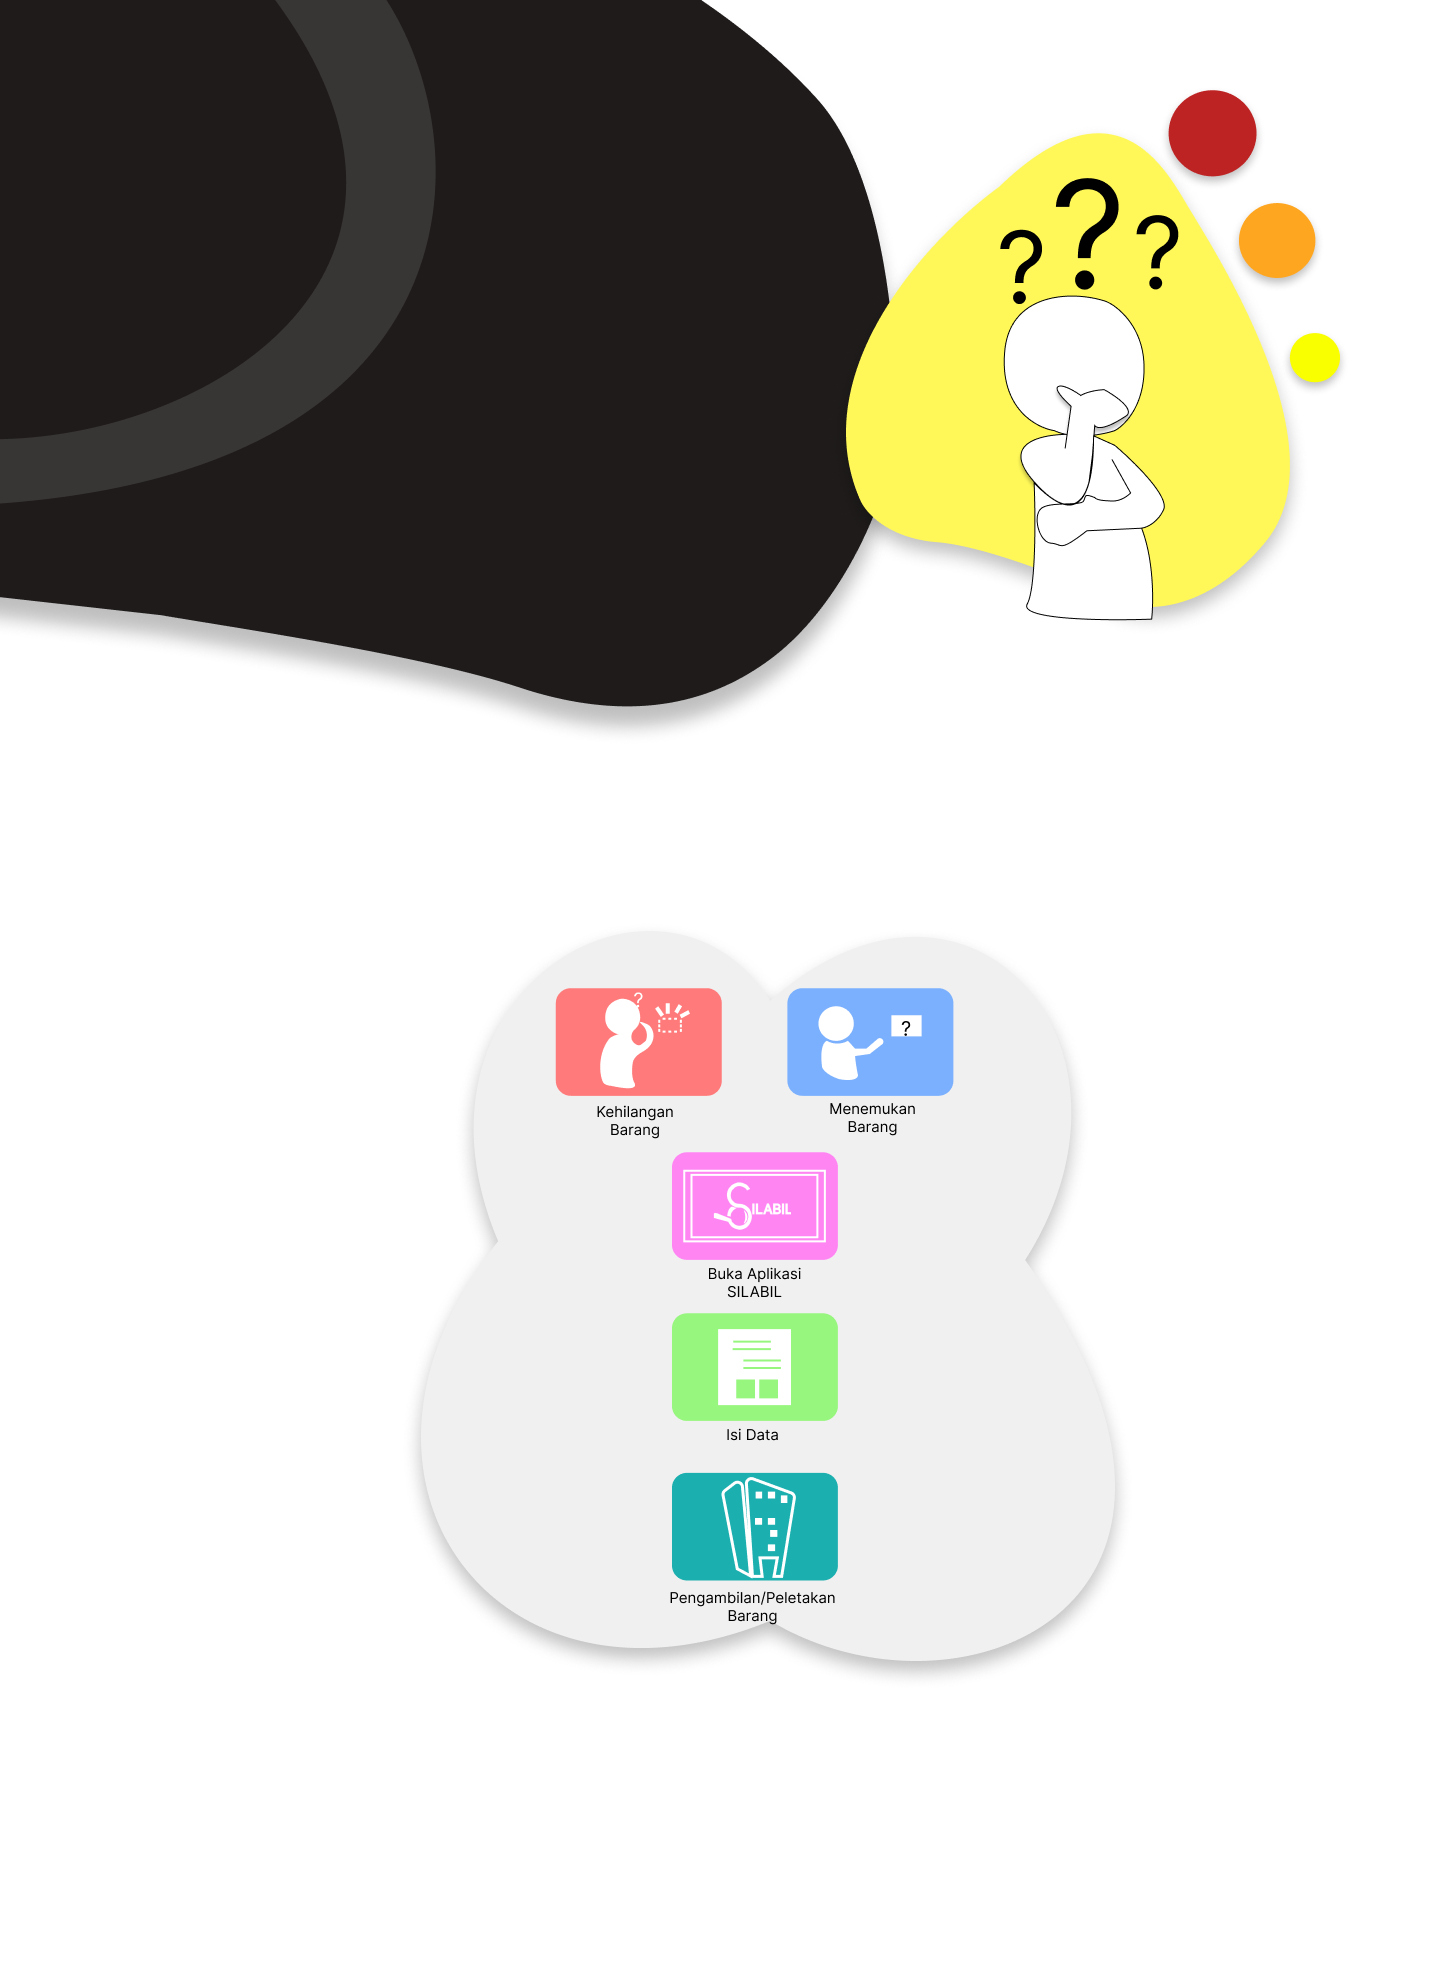 ? ? ?
?
?
Kehilangan
Barang
Menemukan
Barang
SILABIL
Buka Aplikasi
SILABIL
Isi Data
Pengambilan/Peletakan
Barang